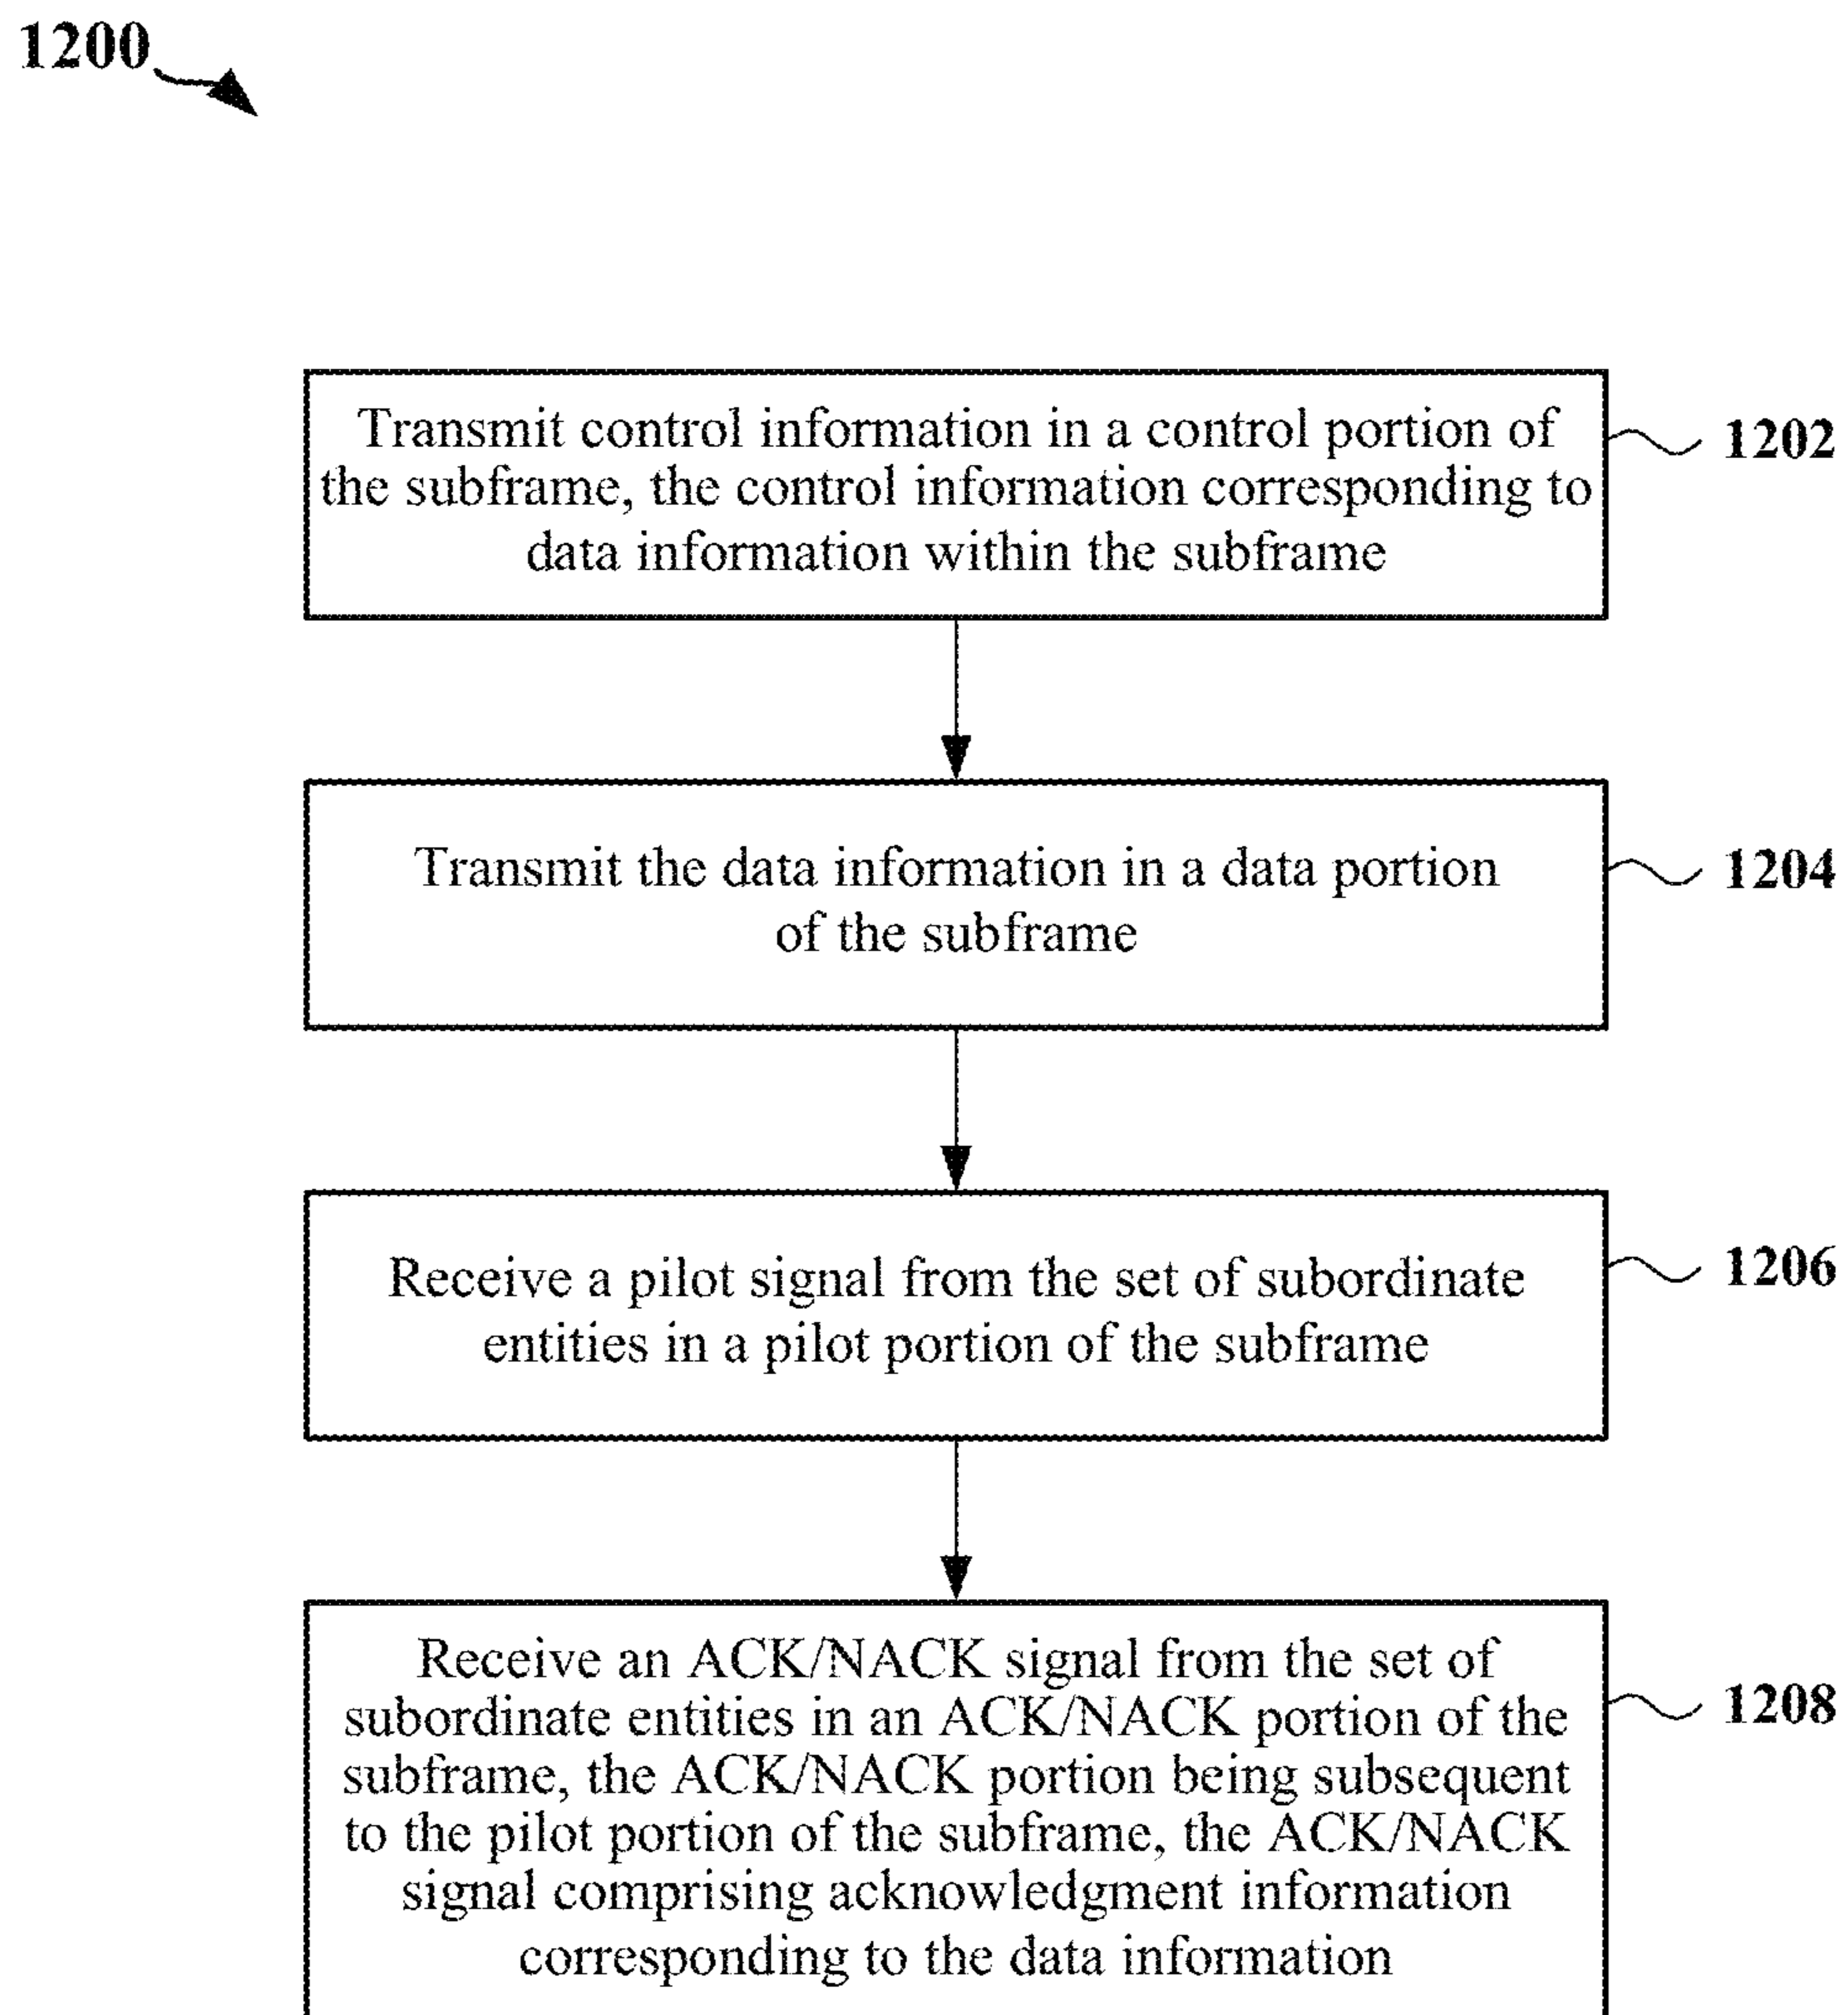 1200
Transmit control information in a control portion of
the subframe, the control information corresponding to
data information within the subframe
1202
Transmit the data information in a data portion
of the subframe
1204
Receive a pilot signal from the set of subordinate
entities in a pilot portion of the subframe
1206
Receive an ACK/NACK signal from the set of
subordinate entities in an ACK/NACK portion of the
subframe, the ACK/NACK portion being subsequent
to the pilot portion of the subframe, the ACK/NACK
signal comprising acknowledgment information
corresponding to the data information
1208